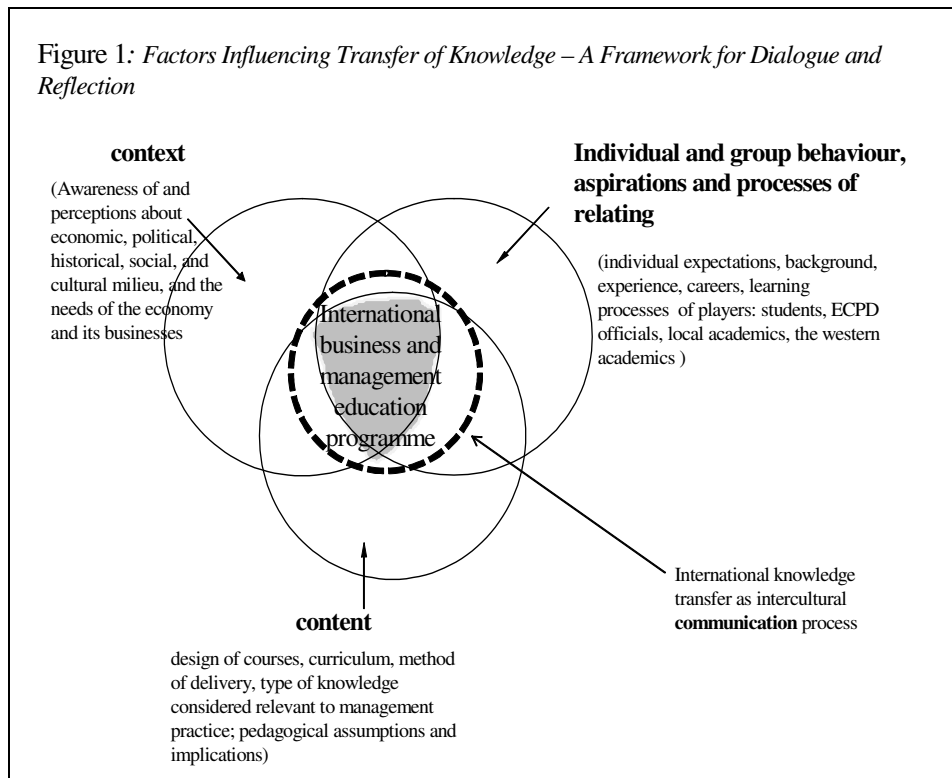 Figure 1: Factors Influencing Transfer of Knowledge – A Framework for Dialogue and
Reflection
context
(Awareness of and
perceptions about
economic, political,
historical, social, and
cultural milieu, and the
needs of the economy
and its businesses
Individual and group behaviour,
aspirations and processes of
relating
(individual expectations, background,
experience, careers, learning
processes of players: students, ECPD
officials, local academics, the western
academics )
International
business and
management
education
programme
International knowledge
transfer as intercultural
communication process
content
design of courses, curriculum, method
of delivery, type of knowledge
considered relevant to management
practice; pedagogical assumptions and
implications)